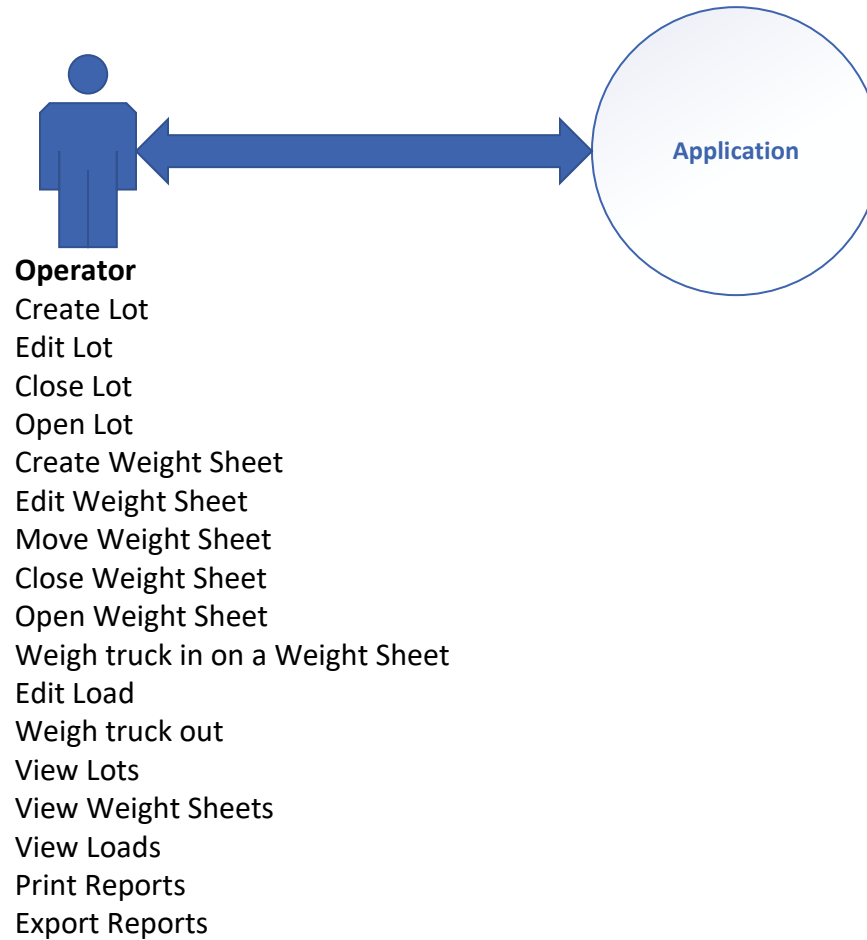 Application
Operator
Create Lot
Edit Lot
Close Lot
Open Lot
Create Weight Sheet
Edit Weight Sheet
Move Weight Sheet
Close Weight Sheet
Open Weight Sheet
Weigh truck in on a Weight Sheet
Edit Load
Weigh truck out
View Lots
View Weight Sheets
View Loads
Print Reports
Export Reports